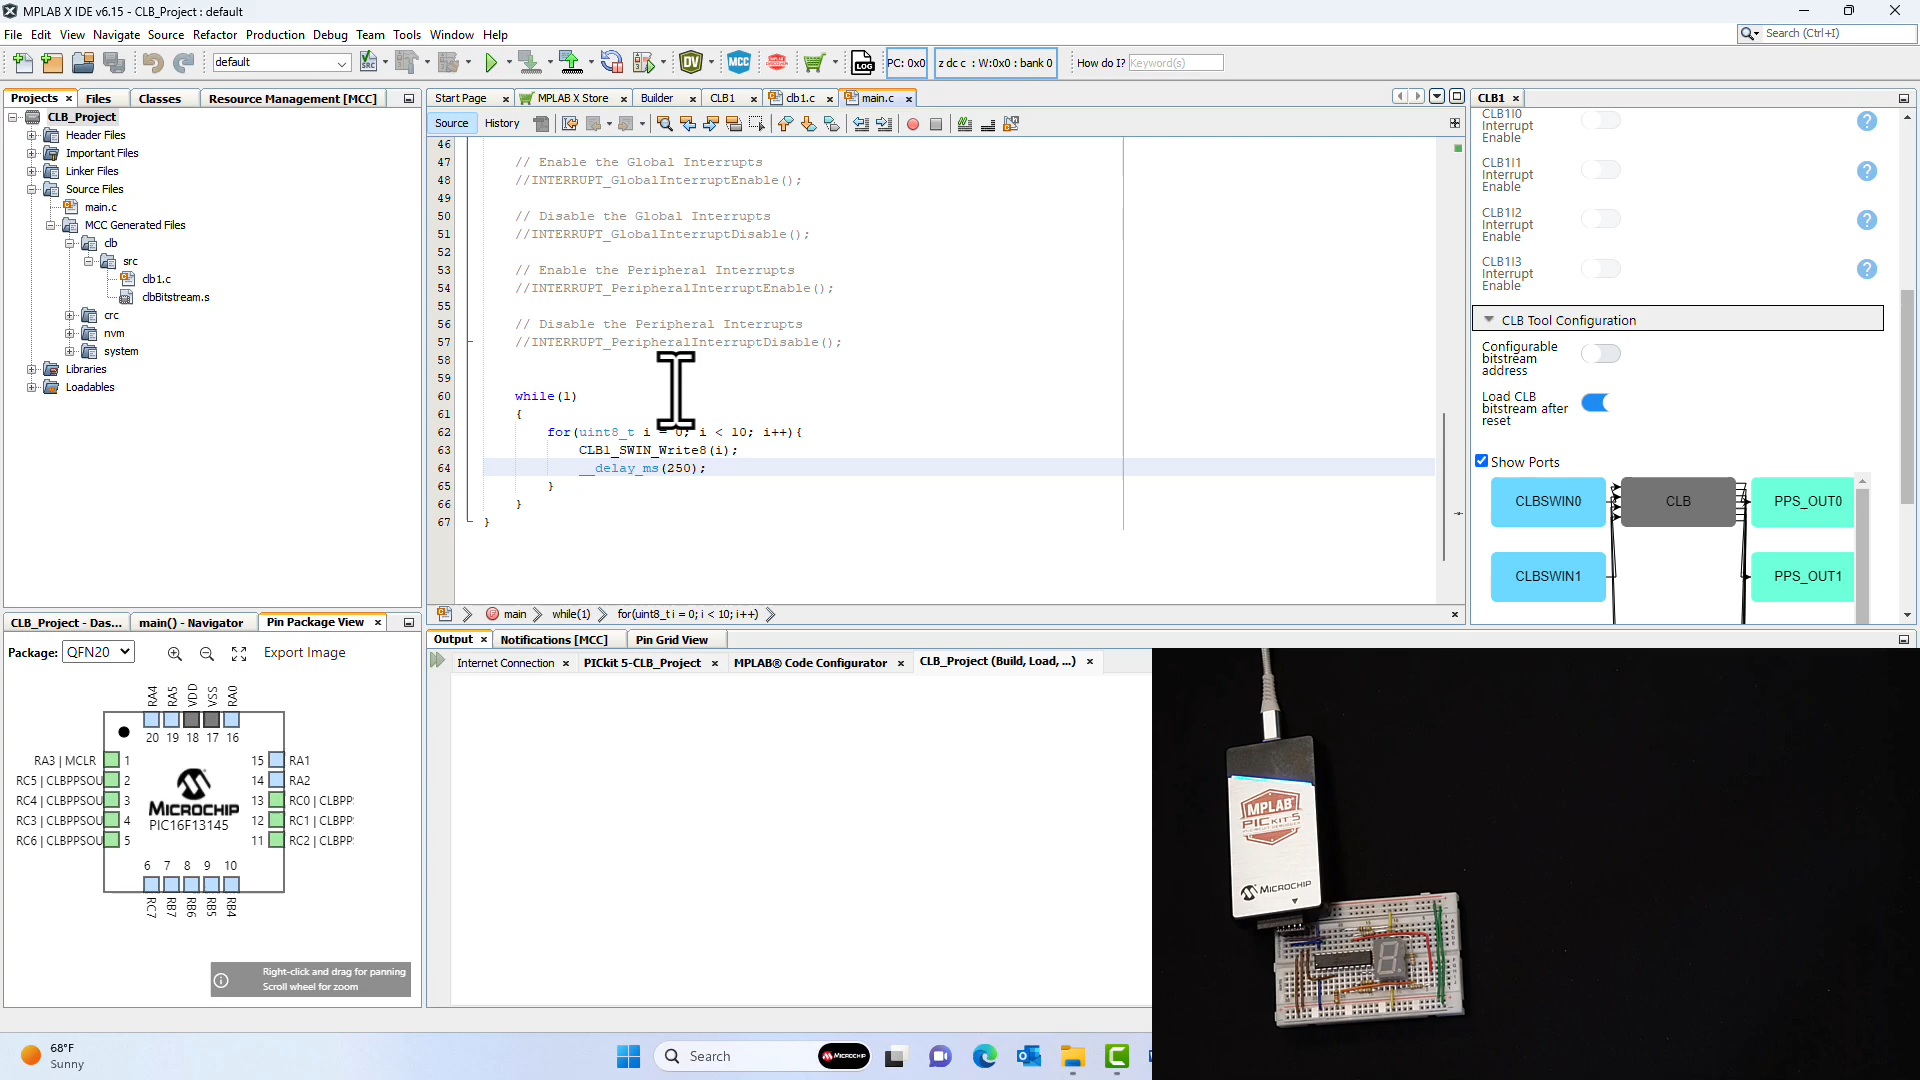 MPLAB X IDE v6.15 - CLB_Project : default
File Edit View Navigate Source Refactor Production Debug Team Tools Window Help
Search (Ctrl+I)
default
PC: 0x0
z dc c : W:0x0 : bank 0
How do I?
Keyword(s)
Projects
Files
Classes
Resource Management [MCC]
CLB_Project
Header Files
Important Files
Linker Files
Source Files
main.c
MCC Generated Files
clb
src
clb1.c
clbBitstream.s
crc
nvm
system
Libraries
Loadables
Start Page
MPLAB X Store
Builder
CLB1
clb1.c
main.c
Source
History
46
47 // Enable the Global Interrupts
48 //INTERRUPT_GlobalInterruptEnable();
49
50 // Disable the Global Interrupts
51 //INTERRUPT_GlobalInterruptDisable();
52
53 // Enable the Peripheral Interrupts
54 //INTERRUPT_PeripheralInterruptEnable();
55
56 // Disable the Peripheral Interrupts
57 //INTERRUPT_PeripheralInterruptDisable();
58
59
60 while(1)
61 {
62 for(uint8_t i = 0; i < 10; i++){
63 CLB1_SWIN_Write8(i);
64 __delay_ms(250);
65 }
66 }
67 }
main
while(1)
for(uint8_t i = 0; i < 10; i++)
CLB1
CLB1I0
Interrupt
Enable
CLB1I1
Interrupt
Enable
CLB1I2
Interrupt
Enable
CLB1I3
Interrupt
Enable
CLB Tool Configuration
Configurable
bitstream
address
Load CLB
bitstream after
reset
Show Ports
CLBSWIN0
CLB
PPS_OUT0
CLBSWIN1
PPS_OUT1
CLB_Project - Das...
main() - Navigator
Pin Package View
Package: QFN20
Export Image
RA4 RA5 VDD VSS RA0
20 19 18 17 16
RA3 | MCLR 1
RC5 | CLBPPSOU 2
RC4 | CLBPPSOU 3
RC3 | CLBPPSOU 4
RC6 | CLBPPSOU 5
MICROCHIP
PIC16F13145
15 RA1
14 RA2
13 RC0 | CLBPP
12 RC1 | CLBPP
11 RC2 | CLBPP
6 7 8 9 10
RC7 RB7 RB6 RB5 RB4
Right-click and drag for panning
Scroll wheel for zoom
Output
Notifications [MCC]
Pin Grid View
Internet Connection
PICkit 5-CLB_Project
MPLAB® Code Configurator
CLB_Project (Build, Load, ...)
MPLAB
PICkit 5
MICROCHIP
68°F
Sunny
Search
MICROCHIP